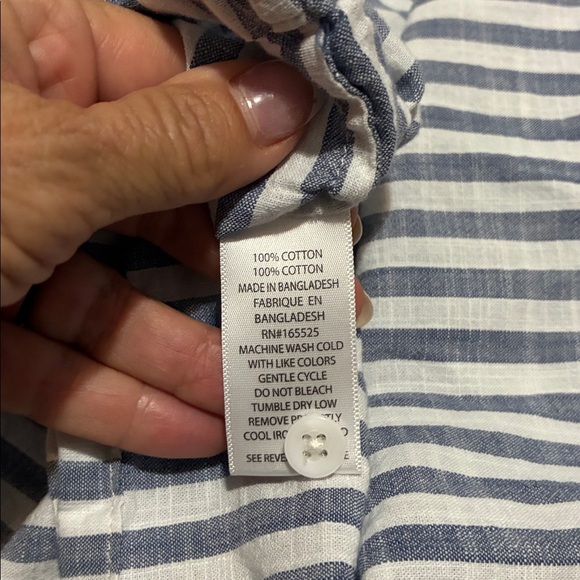 100% COTTON
100% COTTON
MADE IN BANGLADESH
FABRIQUE EN
BANGLADESH
RN#165525
MACHINE WASH COLD
WITH LIKE COLORS
GENTLE CYCLE
DO NOT BLEACH
TUMBLE DRY LOW
REMOVE
COOL
SEE